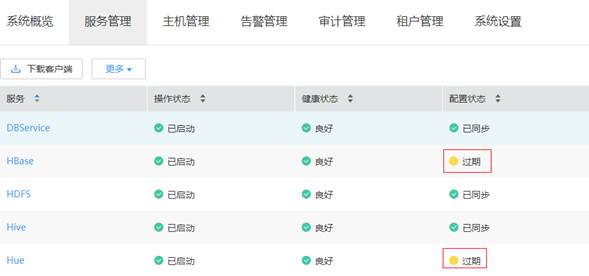 系统概览 服务管理 主机管理 告警管理 审计管理 租户管理 系统设置
下载客户端 更多
服务 操作状态 健康状态 配置状态
DBService 已启动 良好 已同步
HBase 已启动 良好 过期
HDFS 已启动 良好 已同步
Hive 已启动 良好 已同步
Hue 已启动 良好 过期